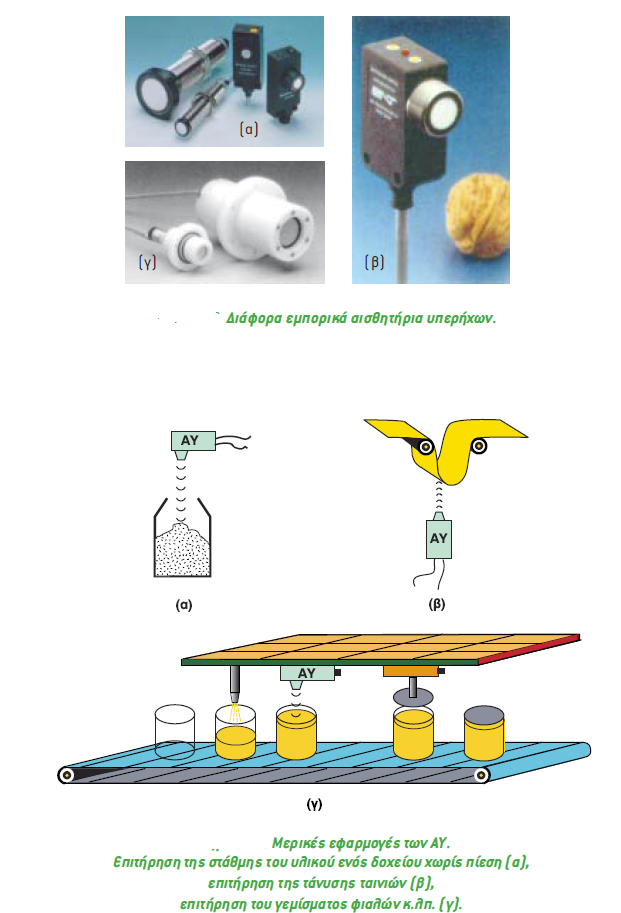 (α)
(β)
(γ)
Διάφορα εμπορικά αισθητήρια υπερήχων.
ΑΥ
ΑΥ
(α)
(β)
ΑΥ
(γ)
Μερικές εφαρμογές των ΑΥ.
Επιτήρηση της στάθμης του υλικού ενός δοχείου χωρίς πίεση (α),
επιτήρηση της τάνυσης ταινιών (β),
επιτήρηση του γεμίσματος φιαλών κ.λπ. (γ).